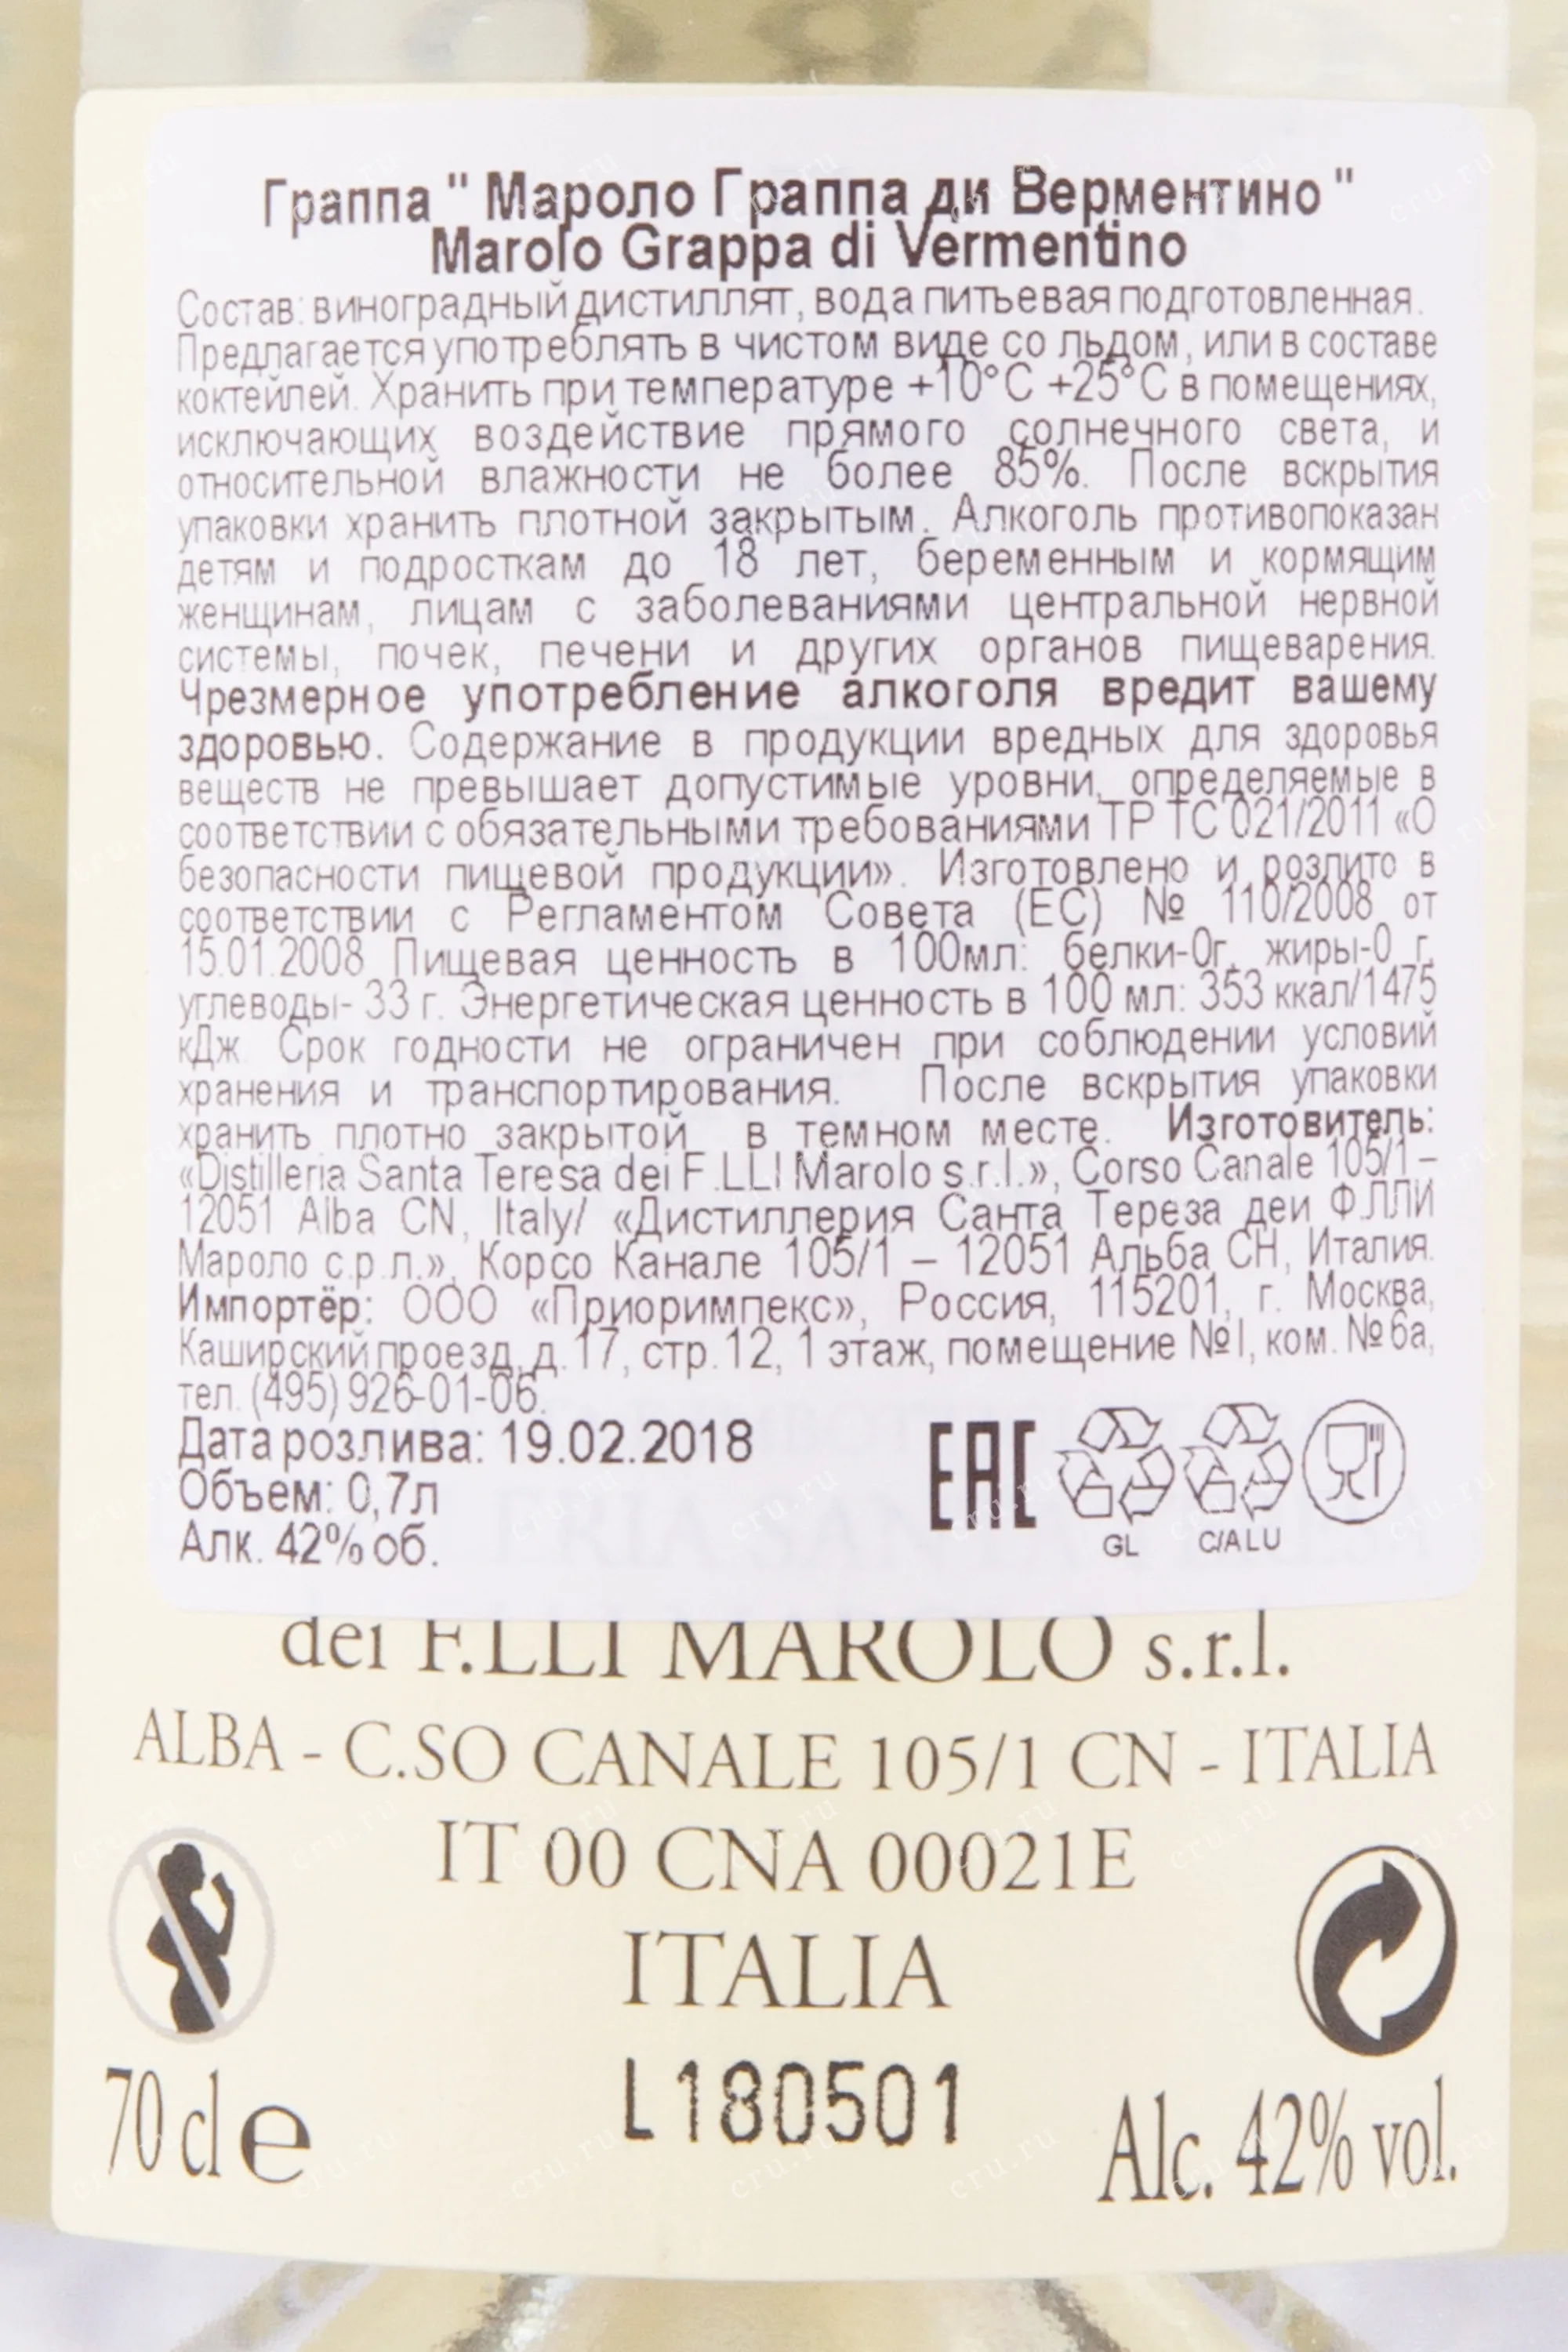 Граппа " Мароло Граппа ди Верментино "
Marolo Grappa di Vermentino
Состав: виноградный дистиллят, вода питьевая подготовленная.
Предлагается употреблять в чистом виде со льдом, или в составе
коктейлей. Хранить при температуре +10°С +25°С в помещениях,
исключающих воздействие прямого солнечного света, и
относительной влажности не более 85%. После вскрытия
упаковки хранить плотной закрытым. Алкоголь противопоказан
детям и подросткам до 18 лет, беременным и кормящим
женщинам, лицам с заболеваниями центральной нервной
системы, почек, печени и других органов пищеварения.
Чрезмерное употребление алкоголя вредит вашему
здоровью. Содержание в продукции вредных для здоровья
веществ не превышает допустимые уровни, определяемые в
соответствии с обязательными требованиями ТР ТС 021/2011 «О
безопасности пищевой продукции». Изготовлено и розлито в
соответствии с Регламентом Совета (ЕС) № 110/2008 от
15.01.2008 Пищевая ценность в 100мл: белки-0г, жиры-0 г,
углеводы- 33 г. Энергетическая ценность в 100 мл: 353 ккал/1475
кДж Срок годности не ограничен при соблюдении условий
хранения и транспортирования. После вскрытия упаковки
хранить плотно закрытой в темном месте. Изготовитель:
«Distilleria Santa Teresa dei F.LLI Marolo s.r.l.», Corso Canale 105/1 –
12051 Alba CN, Italy/ «Дистиллерия Санта Тереза деи Ф.ЛЛИ
Мароло с.р.л.», Корсо Канале 105/1 – 12051 Альба СН, Италия.
Импортёр: ООО «Приоримпекс», Россия, 115201, г. Москва,
Каширский проезд, д.17, стр.12, 1 этаж, помещение №I, ком. №6а,
тел. (495) 926-01-06.
Дата розлива: 19.02.2018
Объем: 0,7л
Алк. 42% об.
EAC
GL
C/ALU
dei F.LLI MAROLO s.r.l.
ALBA - C.SO CANALE 105/1 CN - ITALIA
IT 00 CNA 00021E
ITALIA
L180501
70 cl e
Alc. 42% vol.